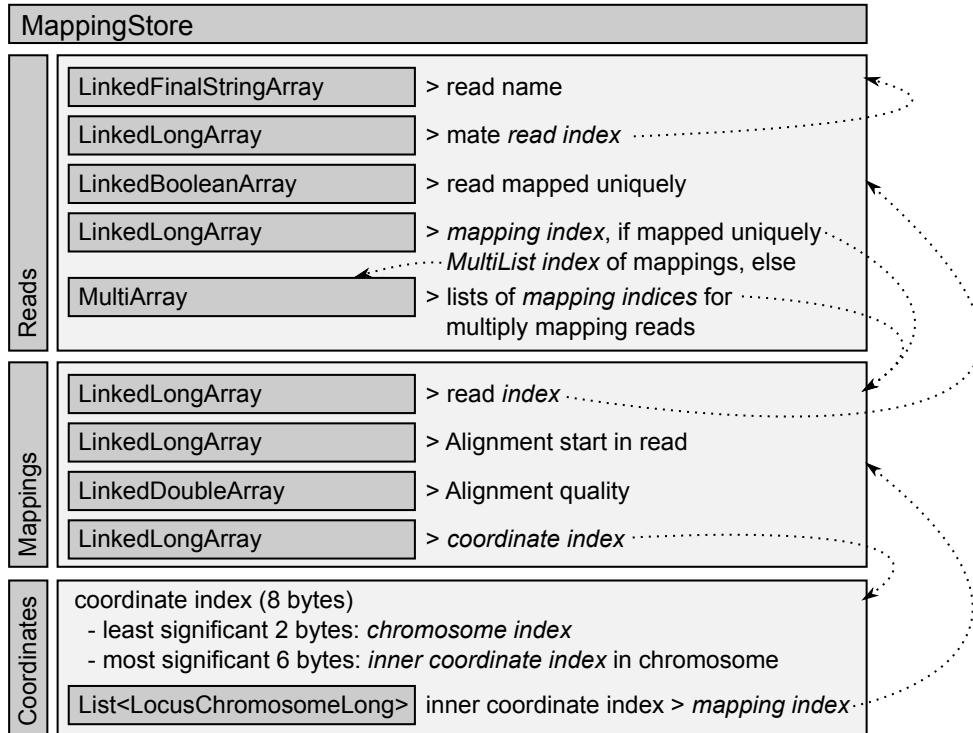 MappingStore
Reads
LinkedFinalStringArray > read name
LinkedLongArray > mate read index
LinkedBooleanArray > read mapped uniquely
LinkedLongArray > mapping index, if mapped uniquely
MultiList index of mappings, else
MultiArray > lists of mapping indices for
multiply mapping reads
Mappings
LinkedLongArray > read index
LinkedLongArray > Alignment start in read
LinkedDoubleArray > Alignment quality
LinkedLongArray > coordinate index
Coordinates
coordinate index (8 bytes)
- least significant 2 bytes: chromosome index
- most significant 6 bytes: inner coordinate index in chromosome
List<LocusChromosomeLong> inner coordinate index > mapping index